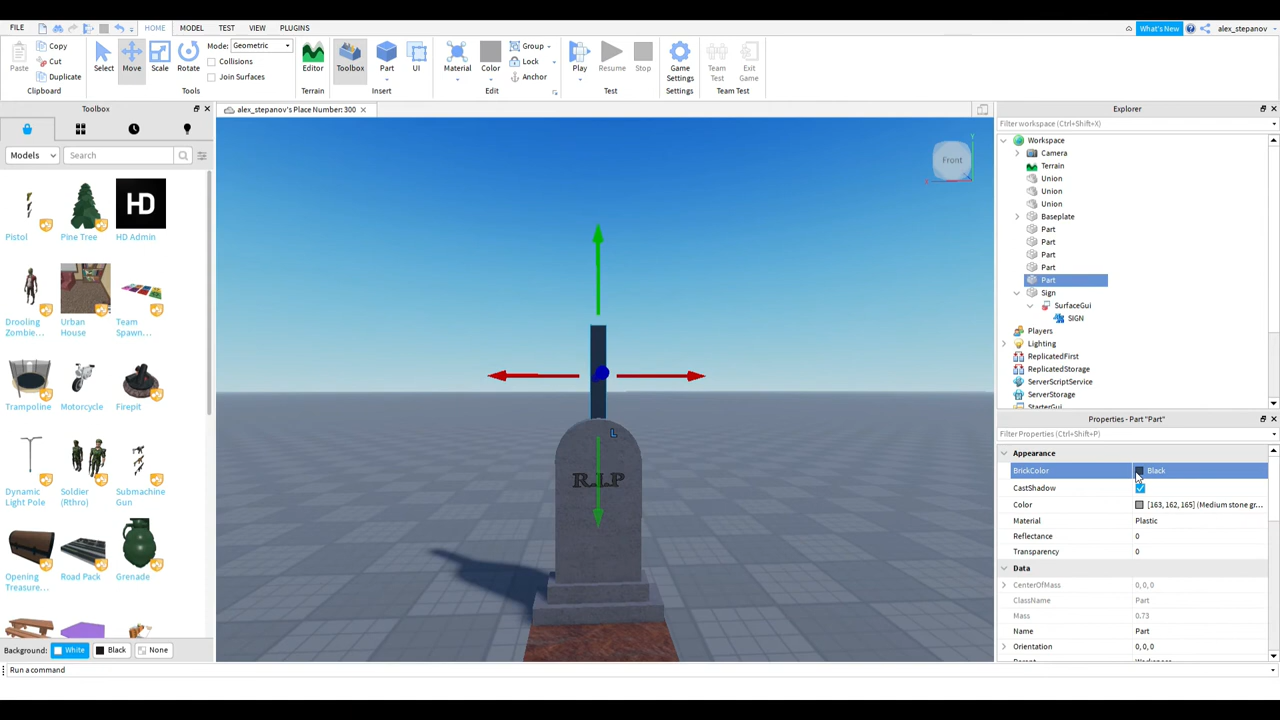 FILE HOME MODEL TEST VIEW PLUGINS What's New alex_stepanov
Paste Copy Cut Duplicate Clipboard
Select Move Scale Rotate Mode: Geometric Collisions Join Surfaces Tools
Editor Terrain
Toolbox Part UI Insert
Material Color Group Lock Anchor Edit
Play Resume Stop Test
Game Settings Settings
Team Test Exit Game Team Test
Toolbox
Models Search
Pistol Pine Tree HD HD Admin
Drooling Zombie... Urban House Team Spawn...
Trampoline Motorcycle Firepit
Dynamic Light Pole Soldier (Rthro) Submachine Gun
Opening Treasure... Road Pack Grenade
Background: White Black None
Run a command
alex_stepanov's Place Number: 300
Front
y
L
R.I.P
Explorer
Filter workspace (Ctrl+Shift+X)
Workspace
Camera
Terrain
Union
Union
Union
Baseplate
Part
Part
Part
Part
Part
Sign
SurfaceGui
SIGN
Players
Lighting
ReplicatedFirst
ReplicatedStorage
ServerScriptService
ServerStorage
StarterGui
Properties - Part "Part"
Filter Properties (Ctrl+Shift+P)
Appearance
BrickColor Black
CastShadow
Color [163, 162, 165] (Medium stone gr...
Material Plastic
Reflectance 0
Transparency 0
Data
CenterOfMass 0, 0, 0
ClassName Part
Mass 0.73
Name Part
Orientation 0, 0, 0